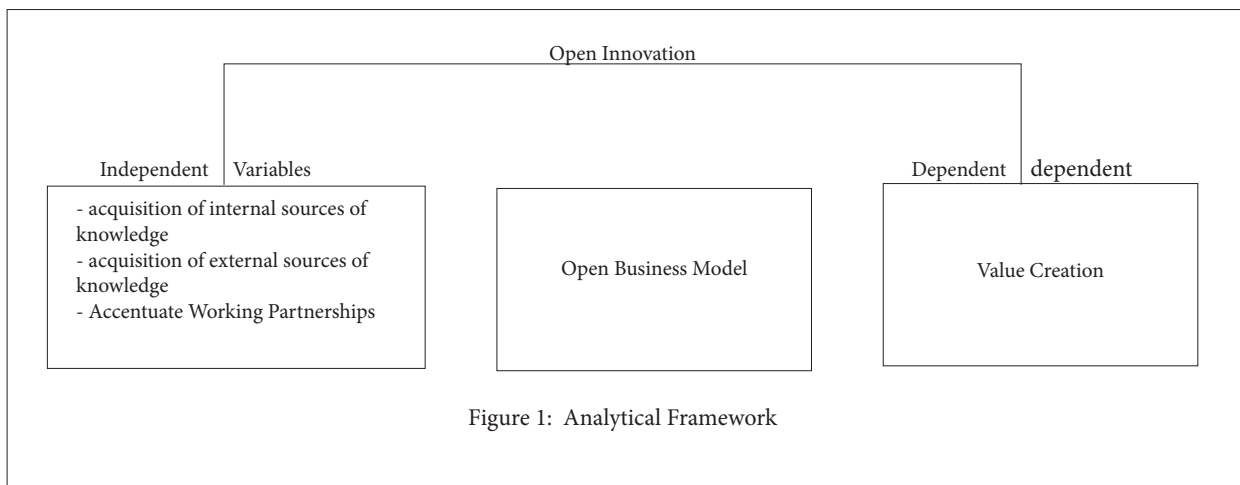 Open Innovation
Independent Variables
Dependent dependent
- acquisition of internal sources of
knowledge
- acquisition of external sources of
knowledge
- Accentuate Working Partnerships
Open Business Model
Value Creation
Figure 1: Analytical Framework